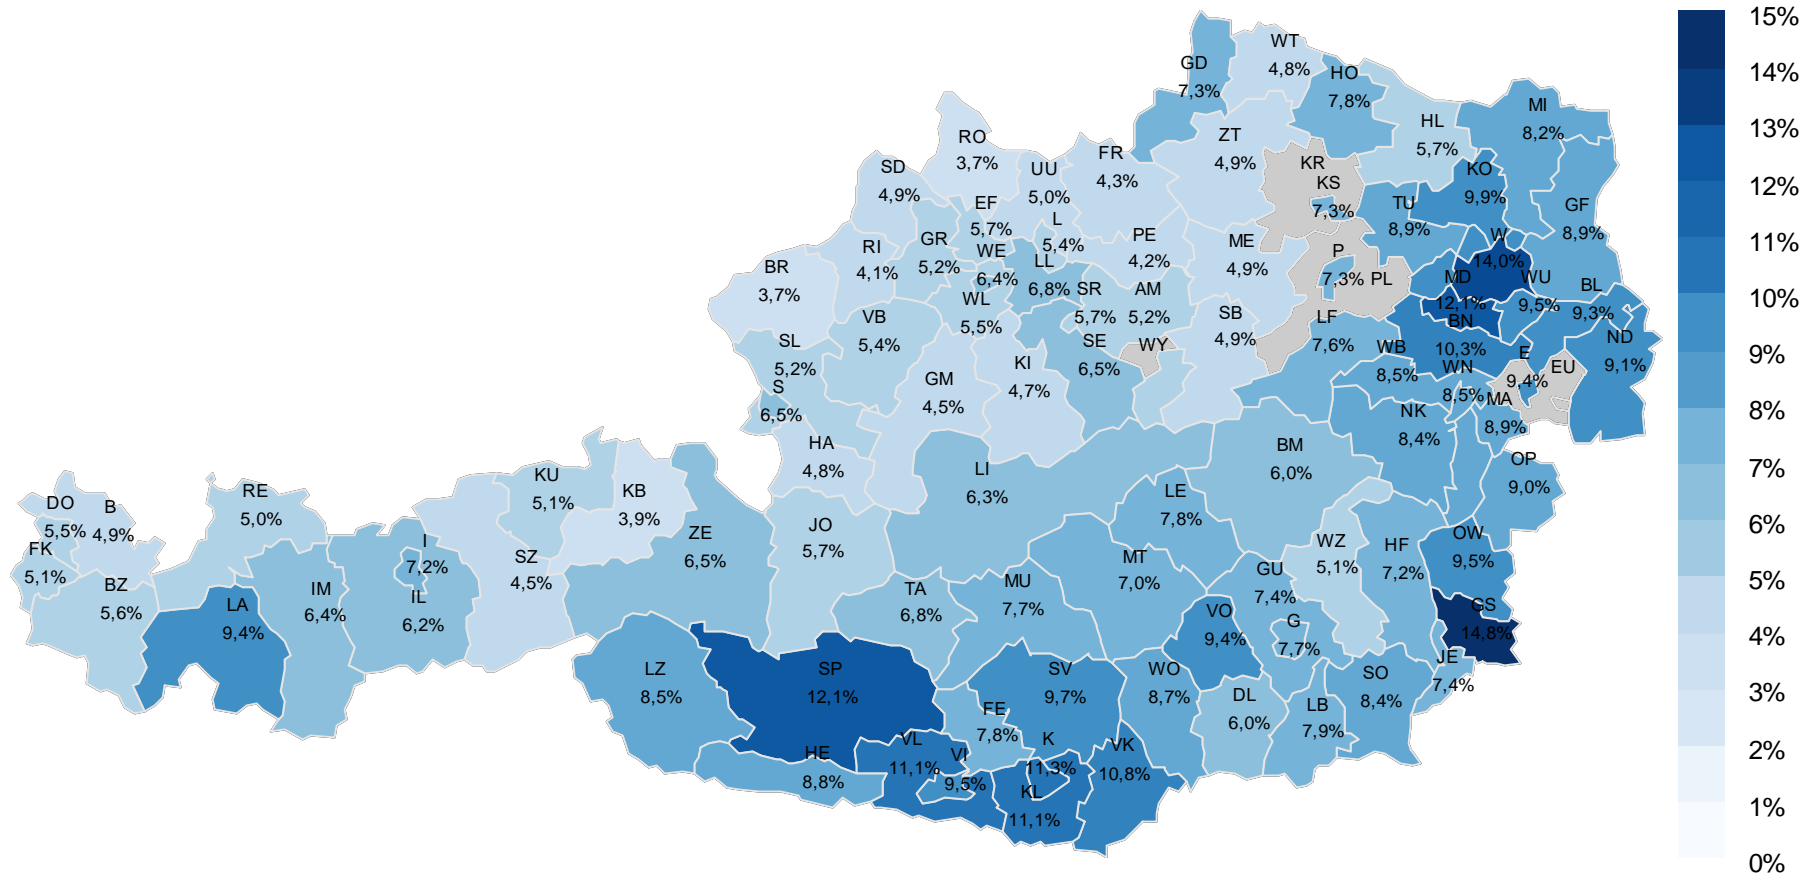 WT
4,8%
GD
7,3%
HO
7,8%
MI
8,2%
HL
5,7%
ZT
4,9%
RO
3,7%
FR
4,3%
UU
5,0%
SD
4,9%
KR
KS
7,3%
KO
9,9%
TU
8,9%
GF
8,9%
EF
5,7%
L
5,4%
GR
5,2%
WE
6,4%
RI
4,1%
PE
4,2%
ME
4,9%
P
7,3%
PL
W
14,0%
BR
3,7%
LL
6,8%
SR
5,7%
AM
5,2%
MD
12,1%
WU
9,5%
BL
9,3%
WL
5,5%
VB
5,4%
SB
4,9%
LF
7,6%
BN
10,3%
ND
9,1%
SL
5,2%
SE
6,5%
WY
WB
8,5%
E
9,4%
EU
KI
4,7%
GM
4,5%
WN
8,5%
MA
8,9%
S
6,5%
NK
8,4%
HA
4,8%
BM
6,0%
LI
6,3%
OP
9,0%
KU
5,1%
KB
3,9%
RE
5,0%
LE
7,8%
DO
5,5%
B
4,9%
JO
5,7%
ZE
6,5%
FK
5,1%
I
7,2%
SZ
4,5%
MT
7,0%
WZ
5,1%
HF
7,2%
OW
9,5%
BZ
5,6%
IM
6,4%
IL
6,2%
GU
7,4%
LA
9,4%
TA
6,8%
MU
7,7%
VO
9,4%
G
7,7%
GS
14,8%
JE
7,4%
LZ
8,5%
SP
12,1%
SV
9,7%
WO
8,7%
SO
8,4%
DL
6,0%
LB
7,9%
FE
7,8%
HE
8,8%
VL
11,1%
VI
9,5%
K
11,3%
VK
10,8%
KL
11,1%
15%
14%
13%
12%
11%
10%
9%
8%
7%
6%
5%
4%
3%
2%
1%
0%